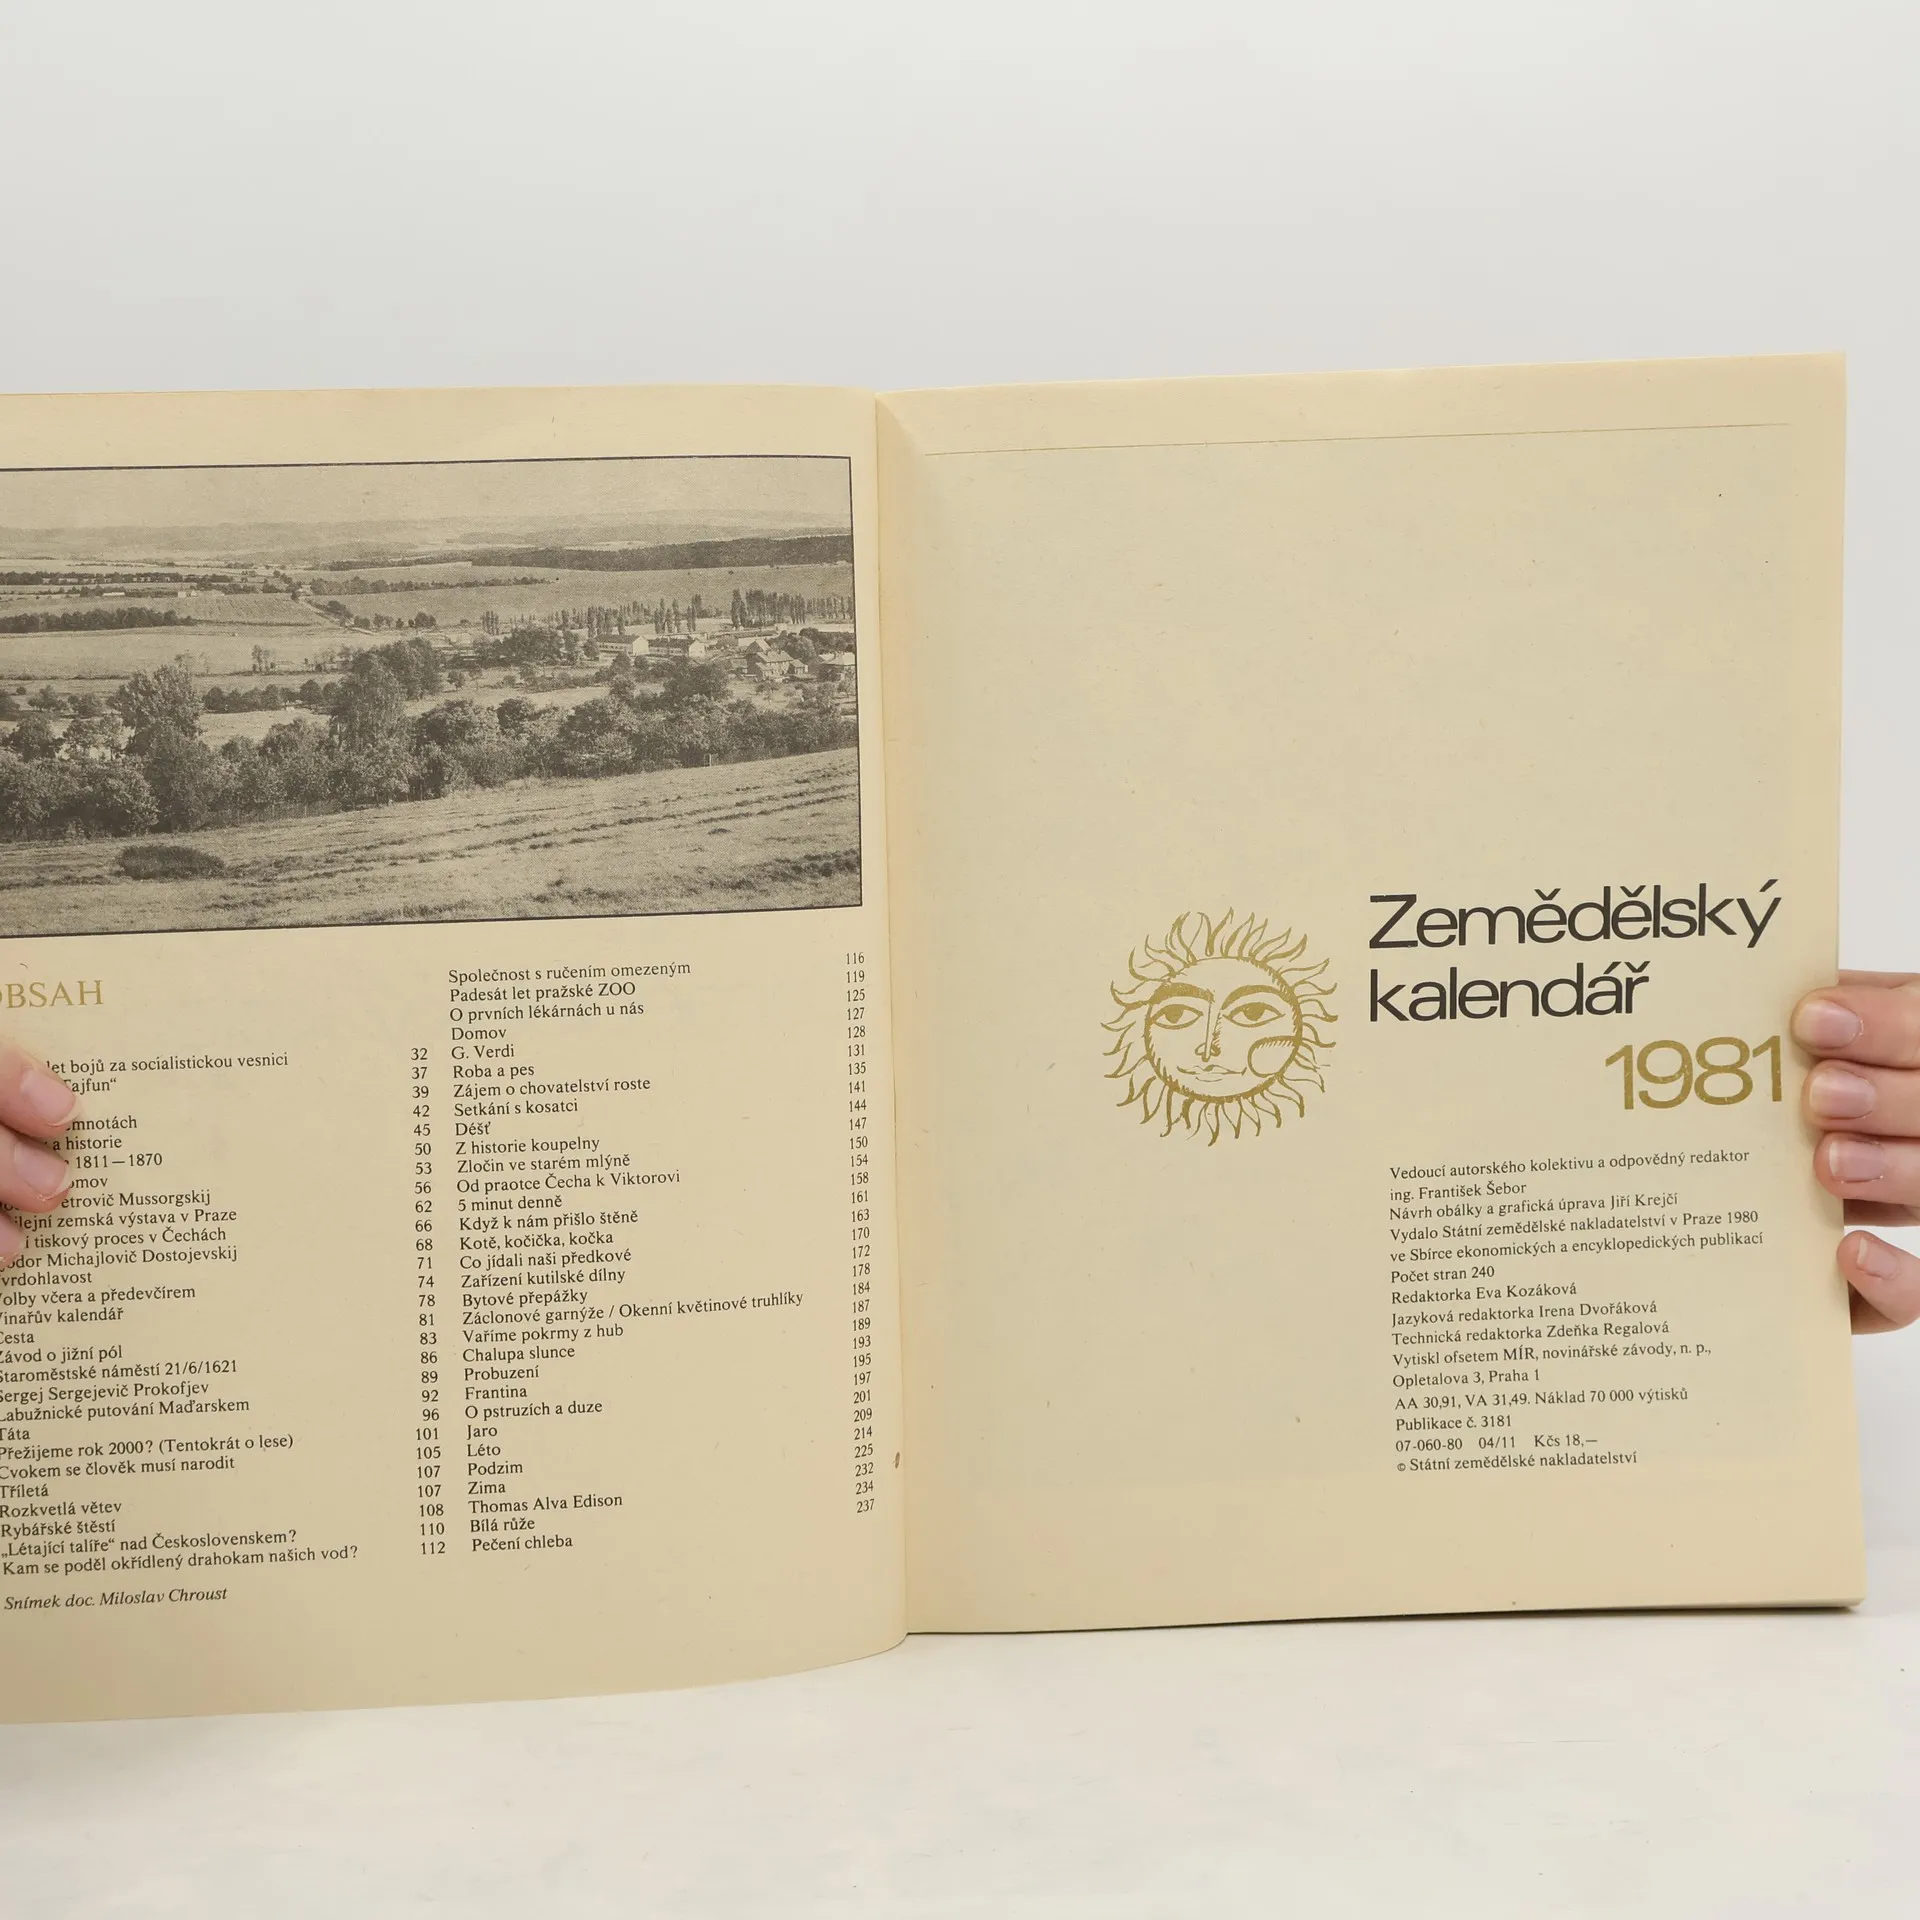 OBSAH
let bojů za socialistickou vesnici 32
Tajfun“ 37
39
emnotách 42
a historie 45
1811—1870 50
omov 53
etrovič Mussorgskij 56
ilejní zemská výstava v Praze 62
í tiskový proces v Čechách 66
odor Michajlovič Dostojevskij 68
vrdohlavost 71
olby včera a předevčírem 74
Vinařův kalendář 78
Cesta 81
Závod o jižní pól 83
Staroměstské náměstí 21/6/1621 86
Sergej Sergejevič Prokofjev 89
Labužnické putování Maďarskem 92
Táta 96
Přežijeme rok 2000? (Tentokrát o lese) 101
Cvokem se člověk musí narodit 105
Tříletá 107
Rozkvetlá větev 107
Rybářské štěstí 108
„Létající talíře“ nad Československem? 110
Kam se poděl okřídlený drahokam našich vod? 112
Snímek doc. Miloslav Chroust
Společnost s ručením omezeným 116
Padesát let pražské ZOO 119
O prvních lékárnách u nás 125
Domov 127
G. Verdi 128
Roba a pes 131
Zájem o chovatelství roste 135
Setkání s kosatci 141
Déšť 144
Z historie koupelny 147
Zločin ve starém mlýně 150
Od praotce Čecha k Viktorovi 154
5 minut denně 158
Když k nám přišlo štěně 161
Kotě, kočička, kočka 163
Co jídali naši předkové 170
Zařízení kutilské dílny 172
Bytové přepážky 178
Záclonové garnýže / Okenní květinové truhlíky 184
Vaříme pokrmy z hub 187
Chalupa slunce 189
Probuzení 193
Frantina 195
O pstruzích a duze 197
Jaro 201
Léto 209
Podzim 214
Zima 225
Thomas Alva Edison 232
Bílá růže 234
Pečení chleba 237
Zemědělský
kalendář
1981
Vedoucí autorského kolektivu a odpovědný redaktor
ing. František Šebor
Návrh obálky a grafická úprava Jiří Krejčí
Vydalo Státní zemědělské nakladatelství v Praze 1980
ve Sbírce ekonomických a encyklopedických publikací
Počet stran 240
Redaktorka Eva Kozáková
Jazyková redaktorka Irena Dvořáková
Technická redaktorka Zdeňka Regalová
Vytiskl ofsetem MÍR, novinářské závody, n. p.,
Opletalova 3, Praha 1
AA 30,91, VA 31,49. Náklad 70 000 výtisků
Publikace č. 3181
07-060-80 04/11 Kčs 18,—
© Státní zemědělské nakladatelství